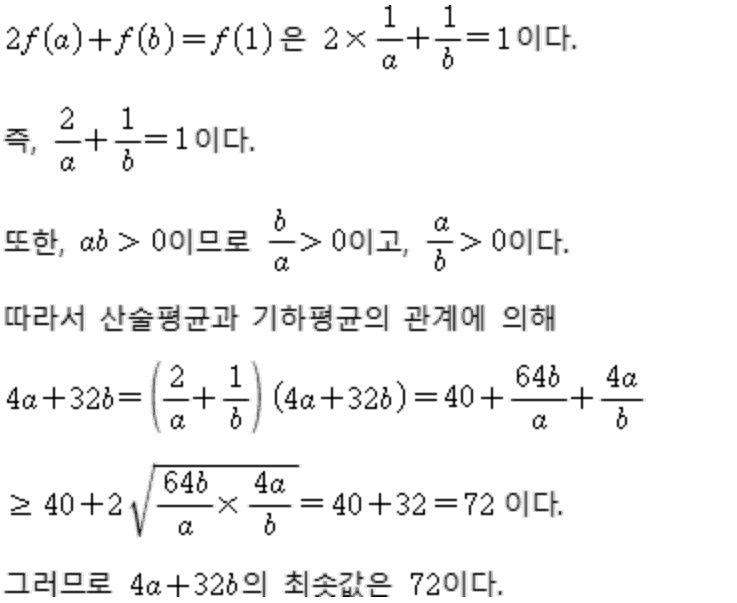 2f(a)+f(b)=f(1)은 2×1/a+1/b=1이다.
즉, 2/a+1/b=1이다.
또한, ab > 0이므로 b/a > 0이고, a/b > 0이다.
따라서 산술평균과 기하평균의 관계에 의해
4a+32b=(2/a+1/b)(4a+32b)=40+64b/a+4a/b
≥ 40+2√(64b/a×4a/b)=40+32=72 이다.
그러므로 4a+32b의 최솟값은 72이다.